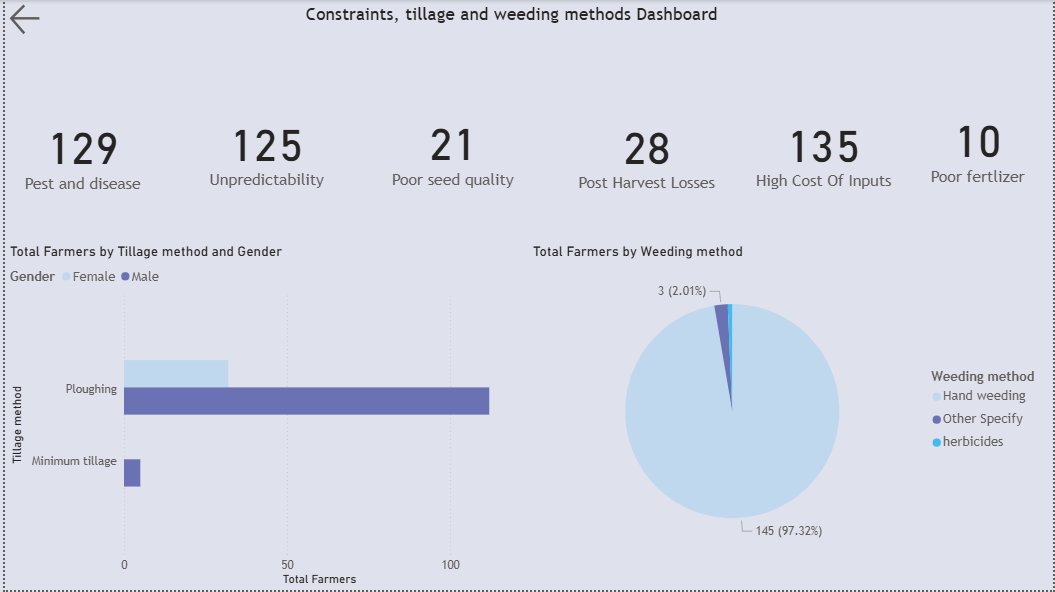 Constraints, tillage and weeding methods Dashboard
129
Pest and disease
125
Unpredictability
21
Poor seed quality
28
Post Harvest Losses
135
High Cost Of Inputs
10
Poor fertlizer
Total Farmers by Tillage method and Gender
Gender Female Male
Tillage method
Ploughing
Minimum tillage
0 50 100
Total Farmers
Total Farmers by Weeding method
3 (2.01%)
145 (97.32%)
Weeding method
Hand weeding
Other Specify
herbicides